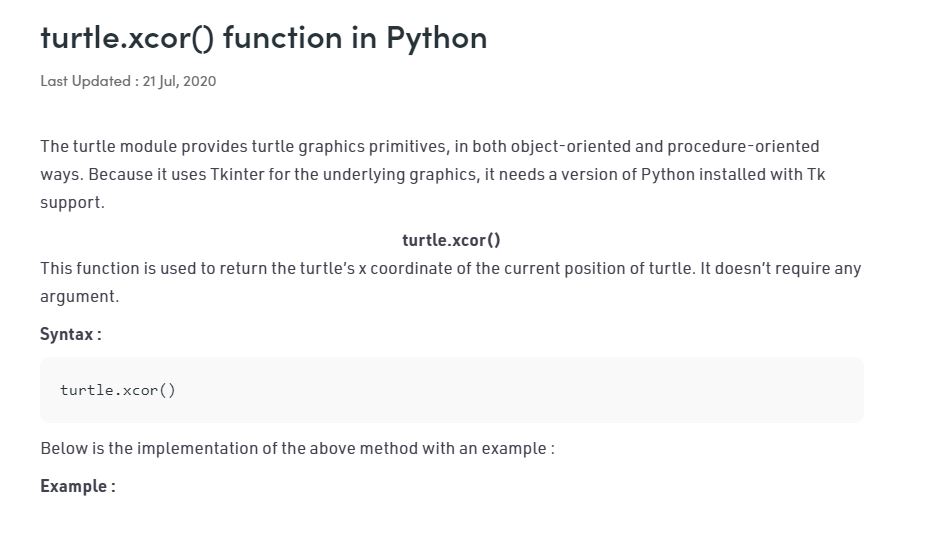 turtle.xcor() function in Python
Last Updated : 21 Jul, 2020
The turtle module provides turtle graphics primitives, in both object-oriented and procedure-oriented
ways. Because it uses Tkinter for the underlying graphics, it needs a version of Python installed with Tk
support.
turtle.xcor()
This function is used to return the turtle’s x coordinate of the current position of turtle. It doesn’t require any
argument.
Syntax :
turtle.xcor()
Below is the implementation of the above method with an example :
Example :